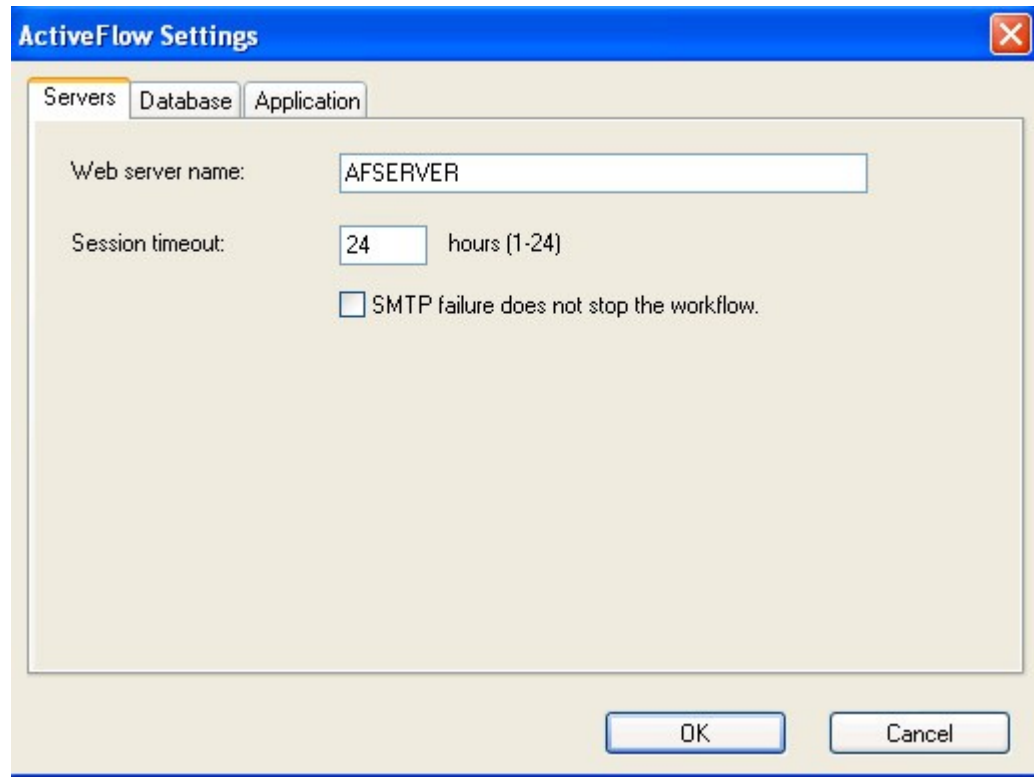 ActiveFlow Settings
Servers Database Application
Web server name: AFSERVER
Session timeout: 24 hours (1-24)
SMTP failure does not stop the workflow.
OK Cancel